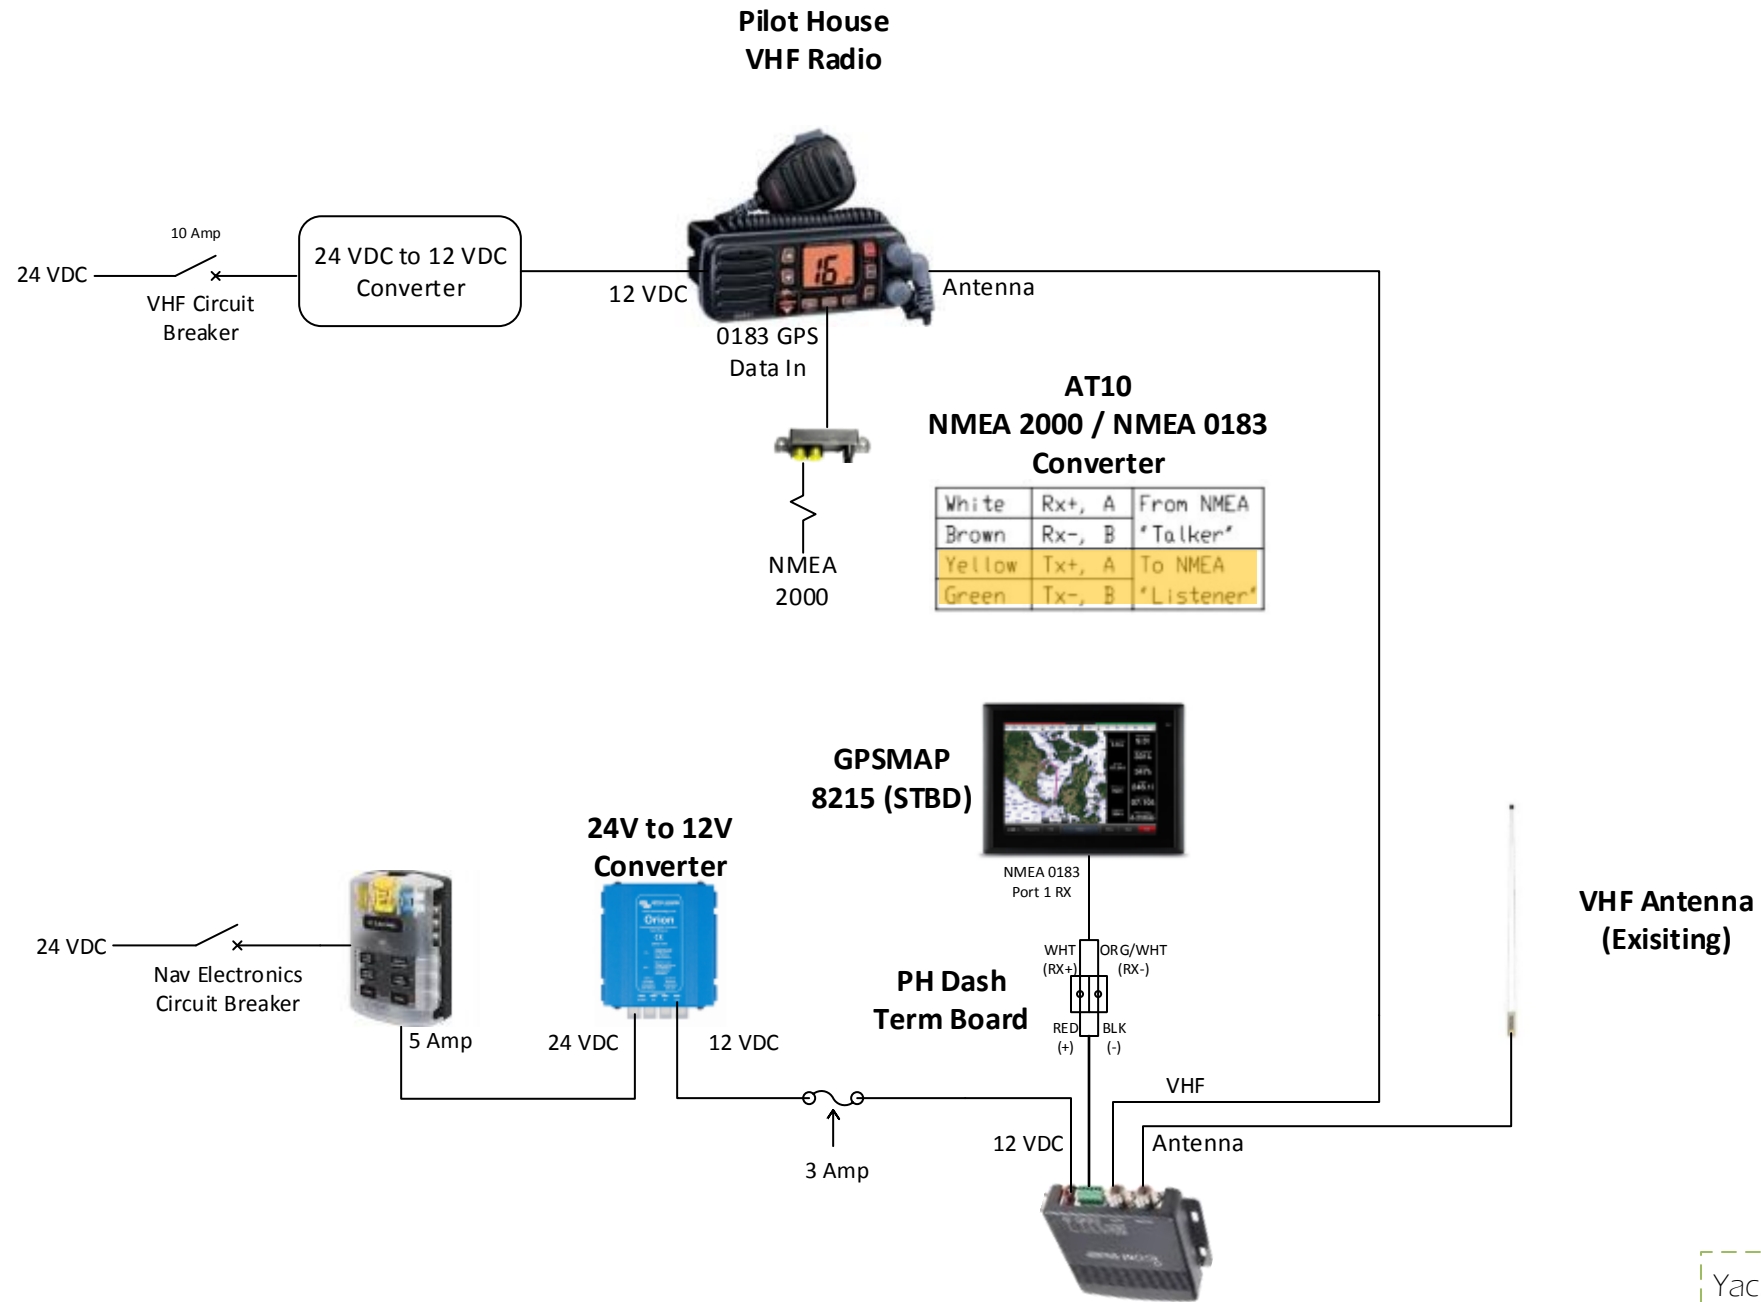 Pilot House
VHF Radio
10 Amp
24 VDC
VHF Circuit
Breaker
24 VDC to 12 VDC
Converter
12 VDC
16
Antenna
0183 GPS
Data In
NMEA
2000
AT10
NMEA 2000 / NMEA 0183
Converter
White Rx+, A From NMEA
Brown Rx-, B "Talker"
Yellow Tx+, A To NMEA
Green Tx-, B "Listener"
GPSMAP
8215 (STBD)
NMEA 0183
Port 1 RX
24V to 12V
Converter
Orion
24 VDC
Nav Electronics
Circuit Breaker
5 Amp
24 VDC
12 VDC
3 Amp
PH Dash
Term Board
WHT
(RX+)
ORG/WHT
(RX-)
RED
(+)
BLK
(-)
VHF
12 VDC
Antenna
VHF Antenna
(Exisiting)
Yac